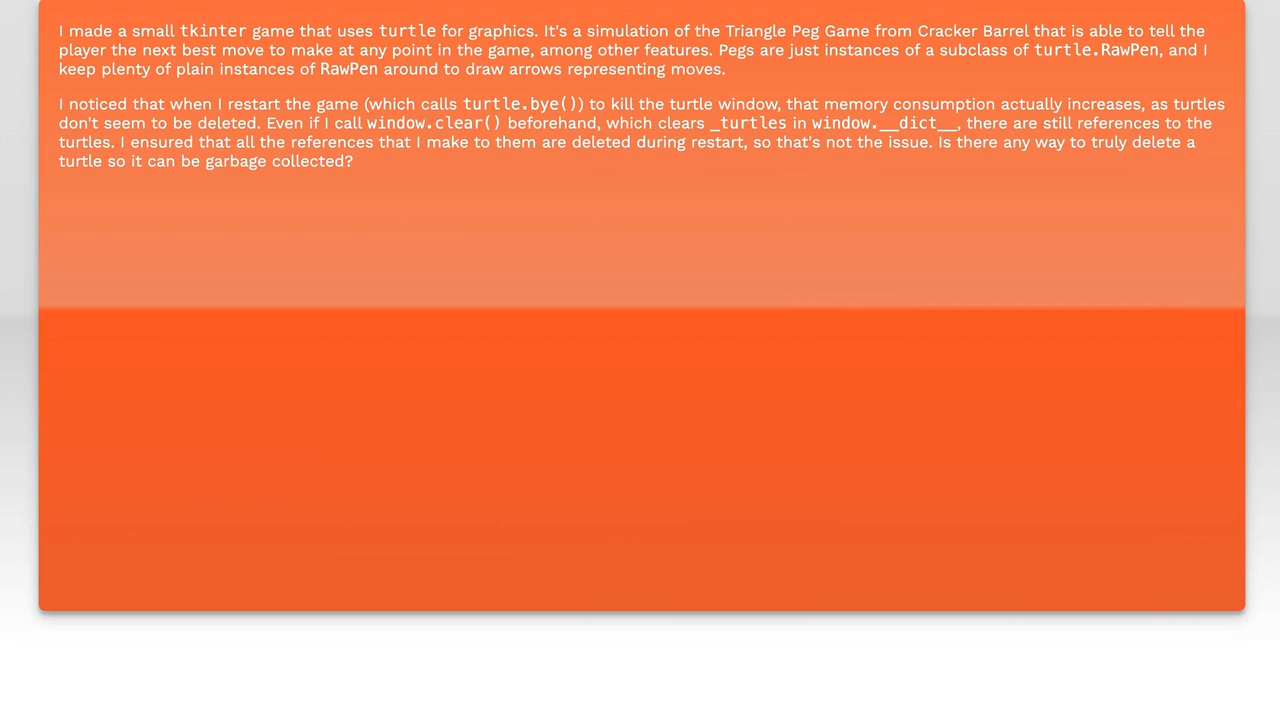 I made a small tkinter game that uses turtle for graphics. It's a simulation of the Triangle Peg Game from Cracker Barrel that is able to tell the
player the next best move to make at any point in the game, among other features. Pegs are just instances of a subclass of turtle.RawPen, and I
keep plenty of plain instances of RawPen around to draw arrows representing moves.
I noticed that when I restart the game (which calls turtle.bye()) to kill the turtle window, that memory consumption actually increases, as turtles
don't seem to be deleted. Even if I call window.clear() beforehand, which clears _turtles in window.__dict__, there are still references to the
turtles. I ensured that all the references that I make to them are deleted during restart, so that's not the issue. Is there any way to truly delete a
turtle so it can be garbage collected?